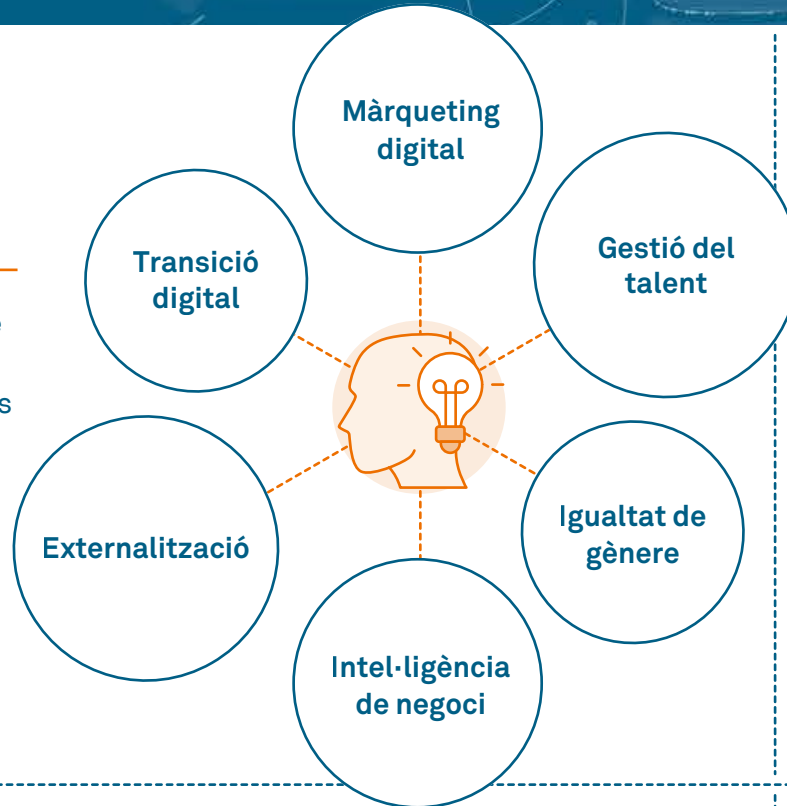 Màrqueting
digital
Gestió del
talent
Transició
digital
s
Igualtat de
gènere
Externalització
Intel·ligència
de negoci